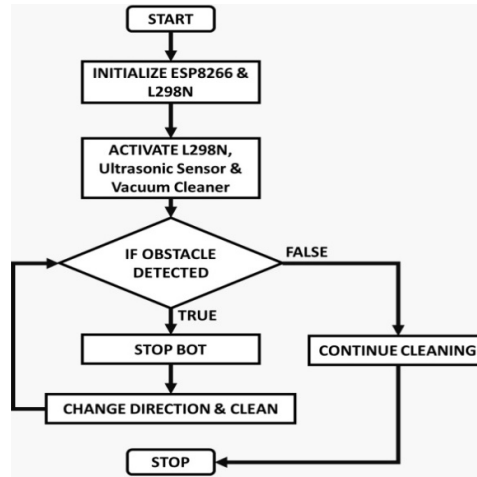 START
INITIALIZE ESP8266 &
L298N
ACTIVATE L298N,
Ultrasonic Sensor &
Vacuum Cleaner
IF OBSTACLE
DETECTED
FALSE
TRUE
STOP BOT
CONTINUE CLEANING
CHANGE DIRECTION & CLEAN
STOP